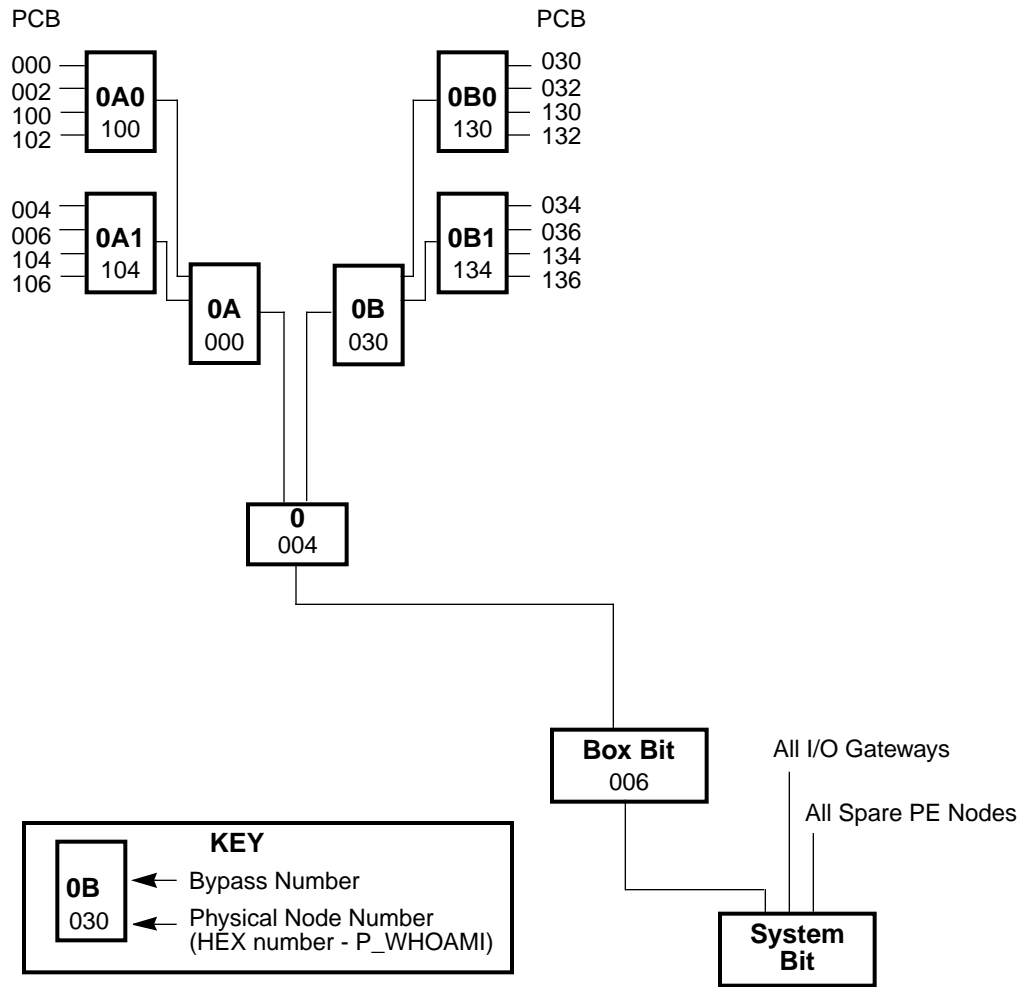 PCB
PCB
000
002
100
102
0A0
100
0B0
130
030
032
130
132
004
006
104
106
0A1
104
0B1
134
034
036
134
136
0A
000
0B
030
0
004
Box Bit
006
All I/O Gateways
All Spare PE Nodes
System
Bit
KEY
0B
030
Bypass Number
Physical Node Number
(HEX number - P_WHOAMI)